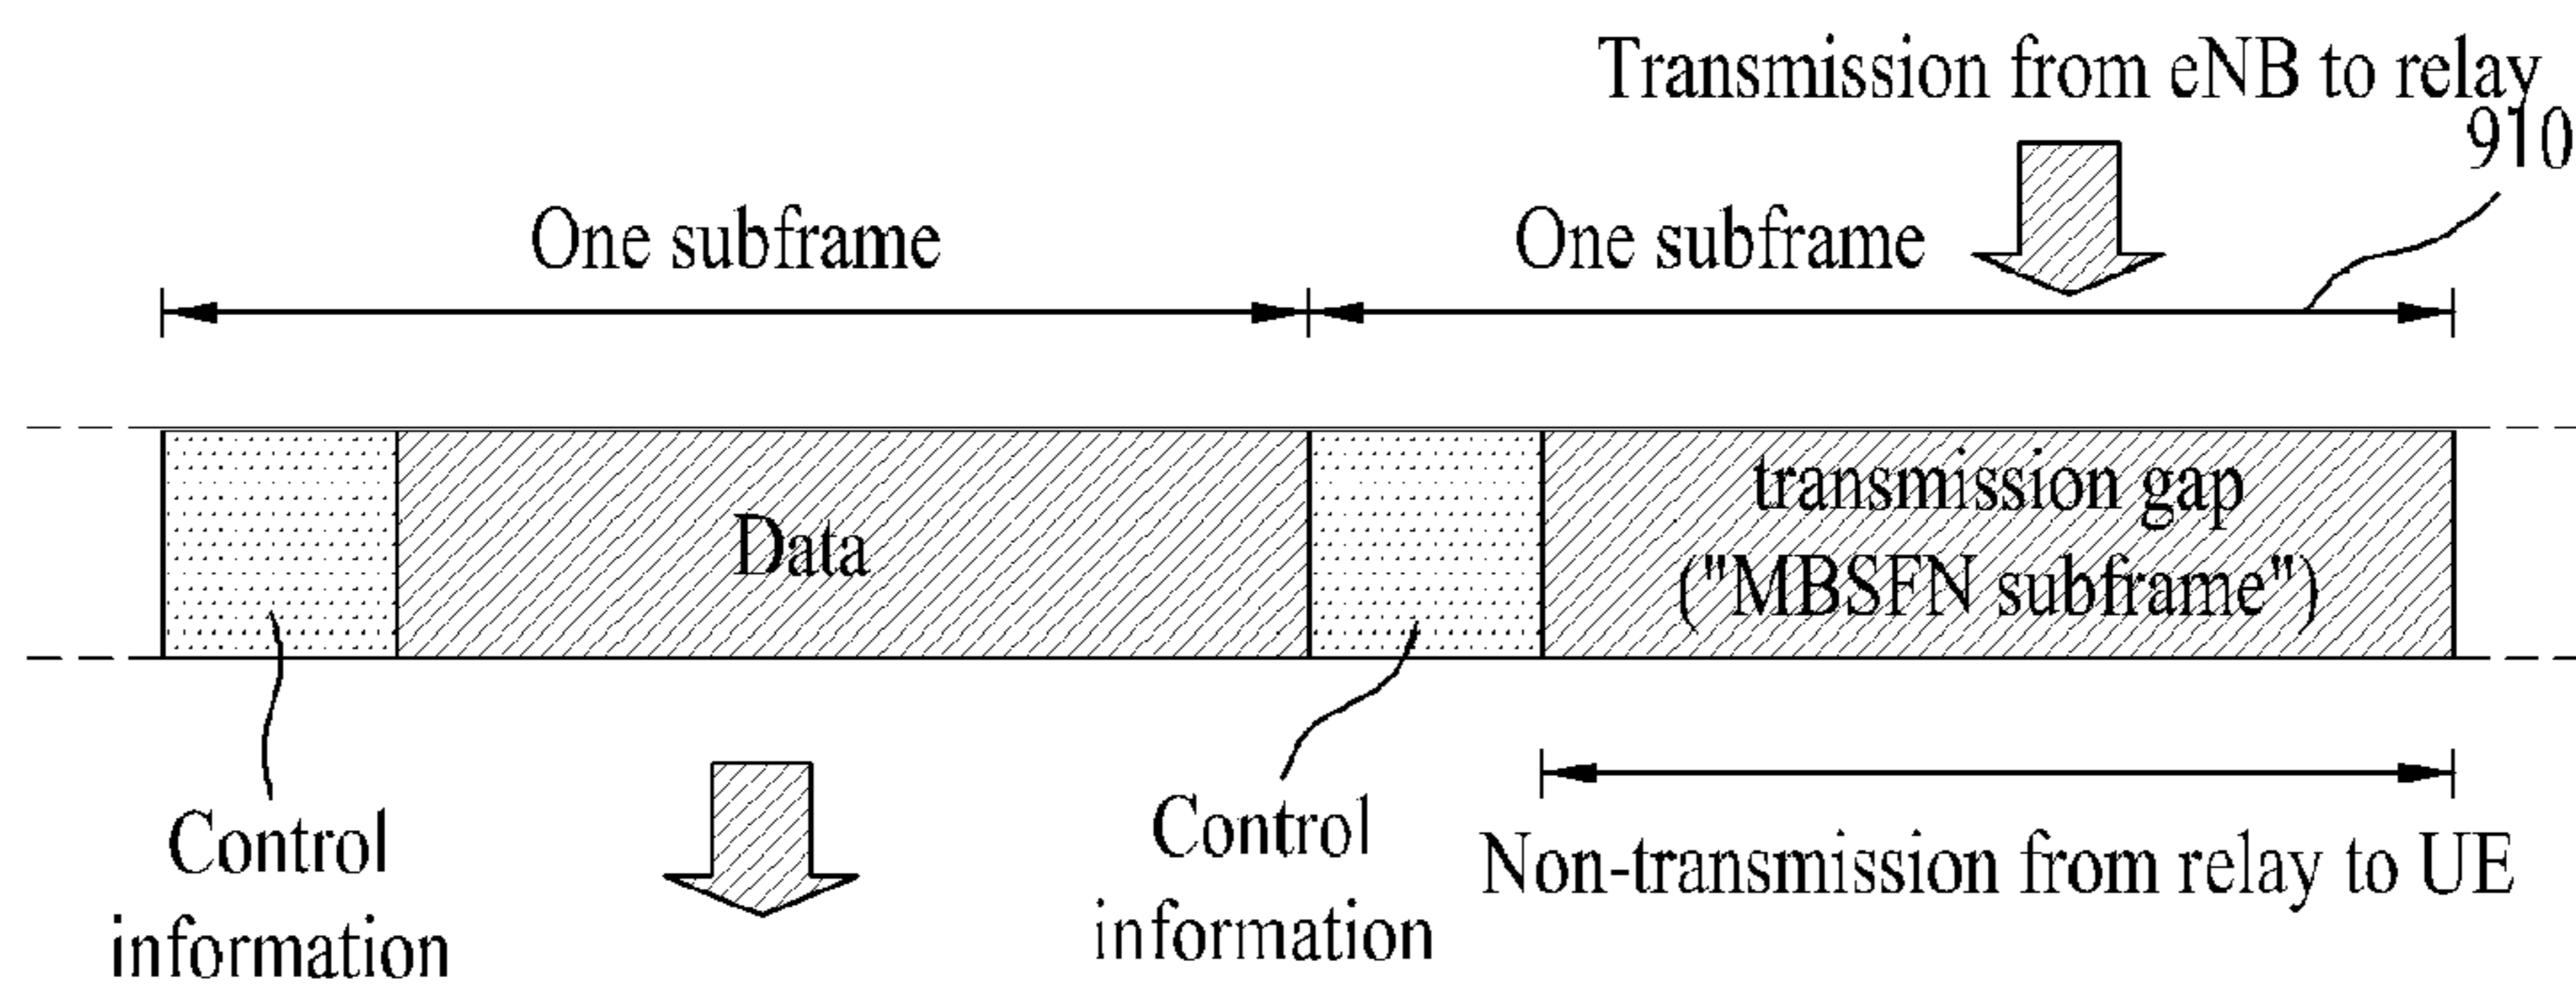 Transmission from eNB to relay
910
One subframe
One subframe
Data
transmission gap
("MBSFN subframe")
Control
information
Control
information
Non-transmission from relay to UE